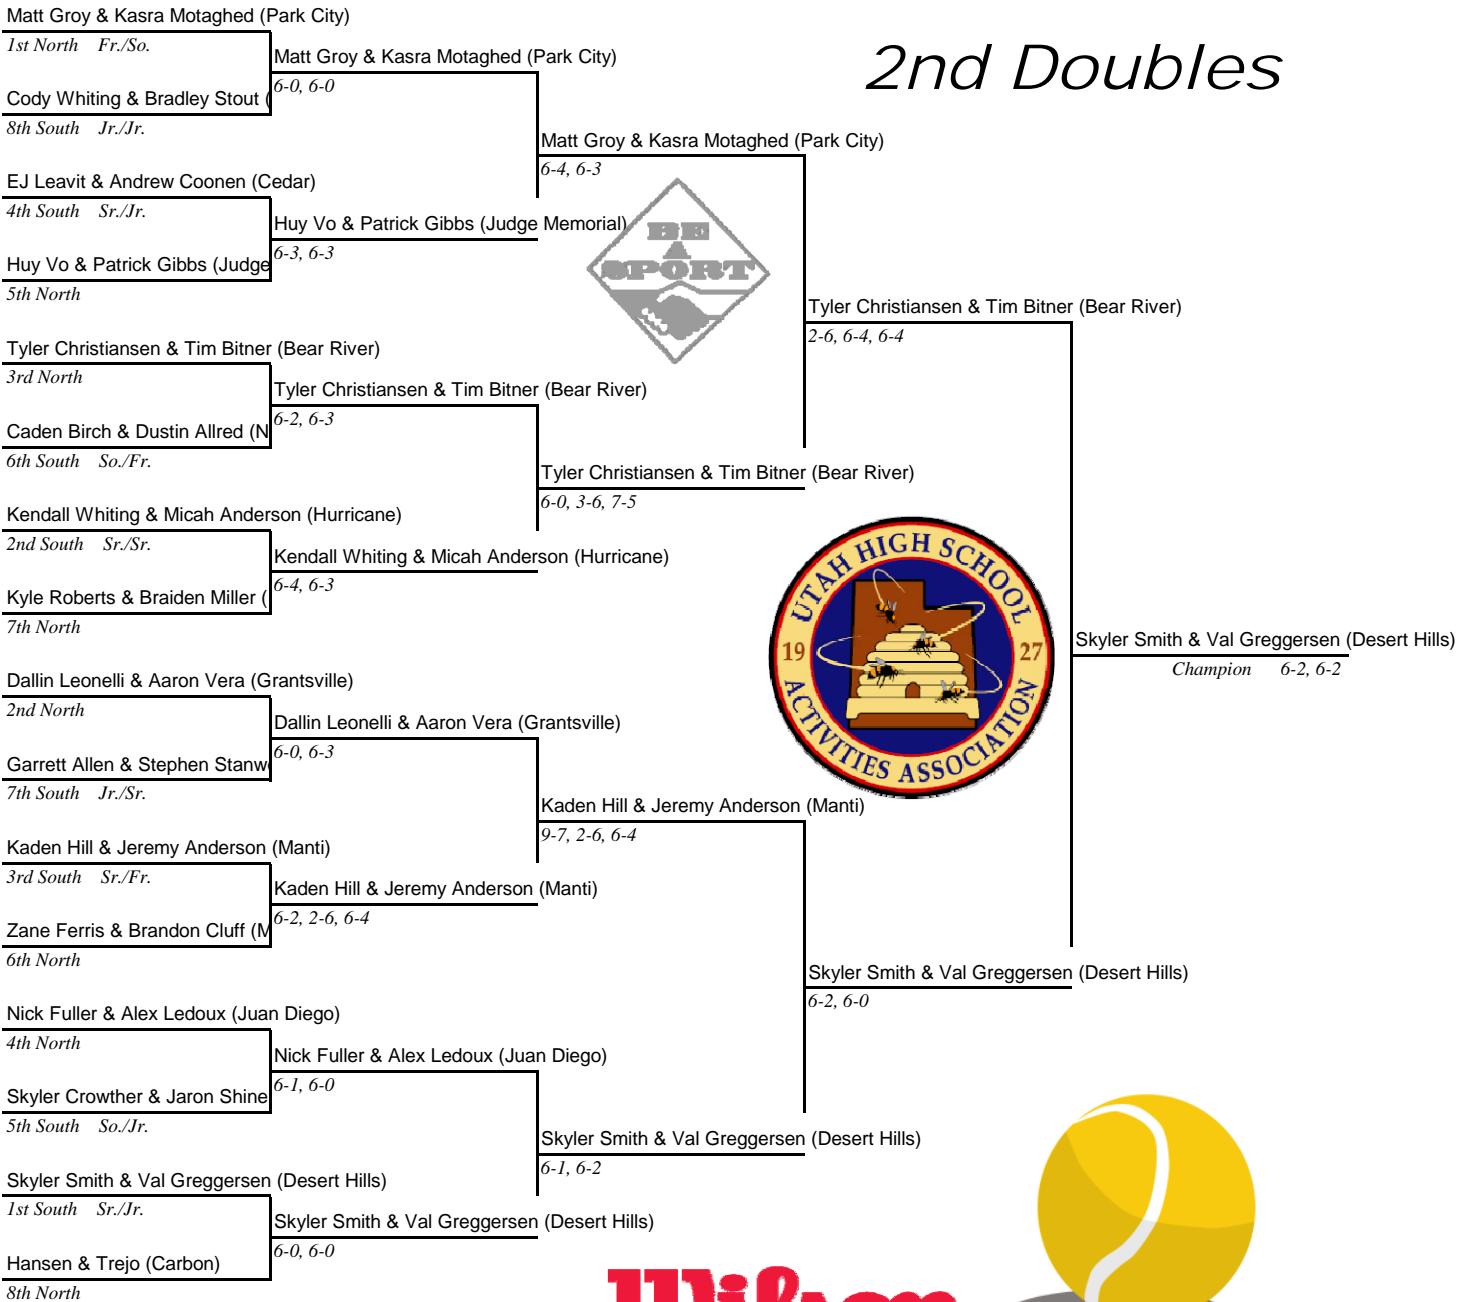 2nd Doubles
Matt Groy & Kasra Motaghed (Park City)
1st North Fr./So.
Matt Groy & Kasra Motaghed (Park City)
6-0, 6-0
Cody Whiting & Bradley Stout (
8th South Jr./Jr.
Matt Groy & Kasra Motaghed (Park City)
6-4, 6-3
EJ Leavit & Andrew Coonen (Cedar)
4th South Sr./Jr.
Huy Vo & Patrick Gibbs (Judge Memorial)
6-3, 6-3
Huy Vo & Patrick Gibbs (Judge
5th North
BE
A
SPORT
Tyler Christiansen & Tim Bitner (Bear River)
2-6, 6-4, 6-4
Tyler Christiansen & Tim Bitner (Bear River)
3rd North
Tyler Christiansen & Tim Bitner (Bear River)
6-2, 6-3
Caden Birch & Dustin Allred (N
6th South So./Fr.
Tyler Christiansen & Tim Bitner (Bear River)
6-0, 3-6, 7-5
Kendall Whiting & Micah Anderson (Hurricane)
2nd South Sr./Sr.
Kendall Whiting & Micah Anderson (Hurricane)
6-4, 6-3
Kyle Roberts & Braiden Miller (
7th North
UTAH HIGH SCHOOL
19 27
ACTIVITIES ASSOCIATION
Skyler Smith & Val Greggersen (Desert Hills)
Champion 6-2, 6-2
Dallin Leonelli & Aaron Vera (Grantsville)
2nd North
Dallin Leonelli & Aaron Vera (Grantsville)
6-0, 6-3
Garrett Allen & Stephen Stanw
7th South Jr./Sr.
Kaden Hill & Jeremy Anderson (Manti)
9-7, 2-6, 6-4
Kaden Hill & Jeremy Anderson (Manti)
3rd South Sr./Fr.
Kaden Hill & Jeremy Anderson (Manti)
6-2, 2-6, 6-4
Zane Ferris & Brandon Cluff (M
6th North
Skyler Smith & Val Greggersen (Desert Hills)
6-2, 6-0
Nick Fuller & Alex Ledoux (Juan Diego)
4th North
Nick Fuller & Alex Ledoux (Juan Diego)
6-1, 6-0
Skyler Crowther & Jaron Shine
5th South So./Jr.
Skyler Smith & Val Greggersen (Desert Hills)
6-1, 6-2
Skyler Smith & Val Greggersen (Desert Hills)
1st South Sr./Jr.
Skyler Smith & Val Greggersen (Desert Hills)
6-0, 6-0
Hansen & Trejo (Carbon)
8th North
Wilson